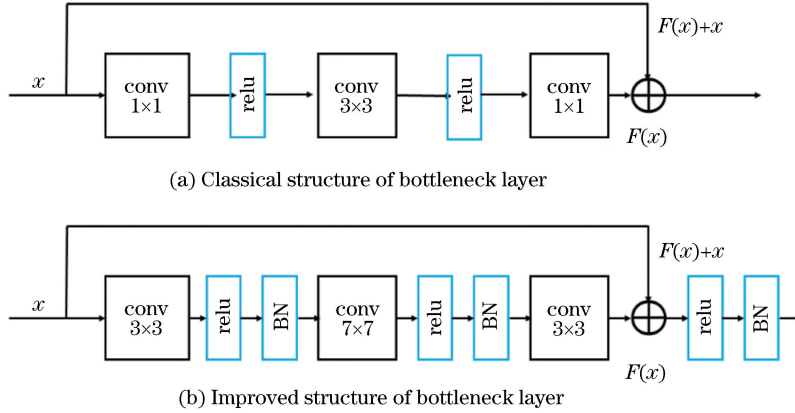 F(x)+x
x
conv
1×1
relu
conv
3×3
relu
conv
1×1
F(x)
(a) Classical structure of bottleneck layer
F(x)+x
x
conv
3×3
relu
BN
conv
7×7
relu
BN
conv
3×3
relu
BN
F(x)
(b) Improved structure of bottleneck layer